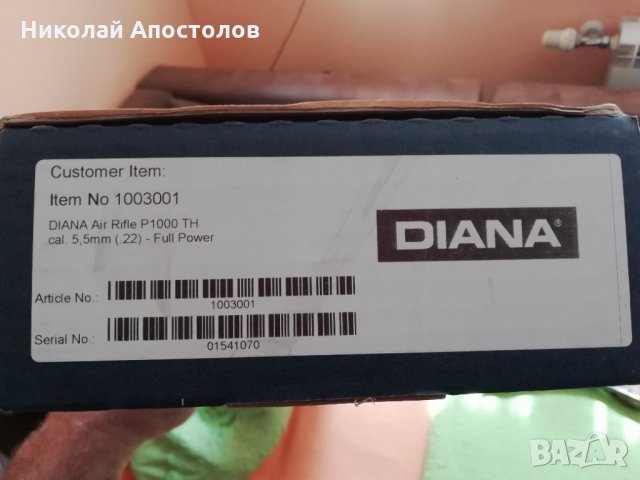 Николай Апостолов
Customer Item:
Item No 1003001
DIANA Air Rifle P1000 TH
cal. 5,5mm (.22) - Full Power
DIANA®
Article No.:
1003001
Serial No.:
01541070
BAZAR